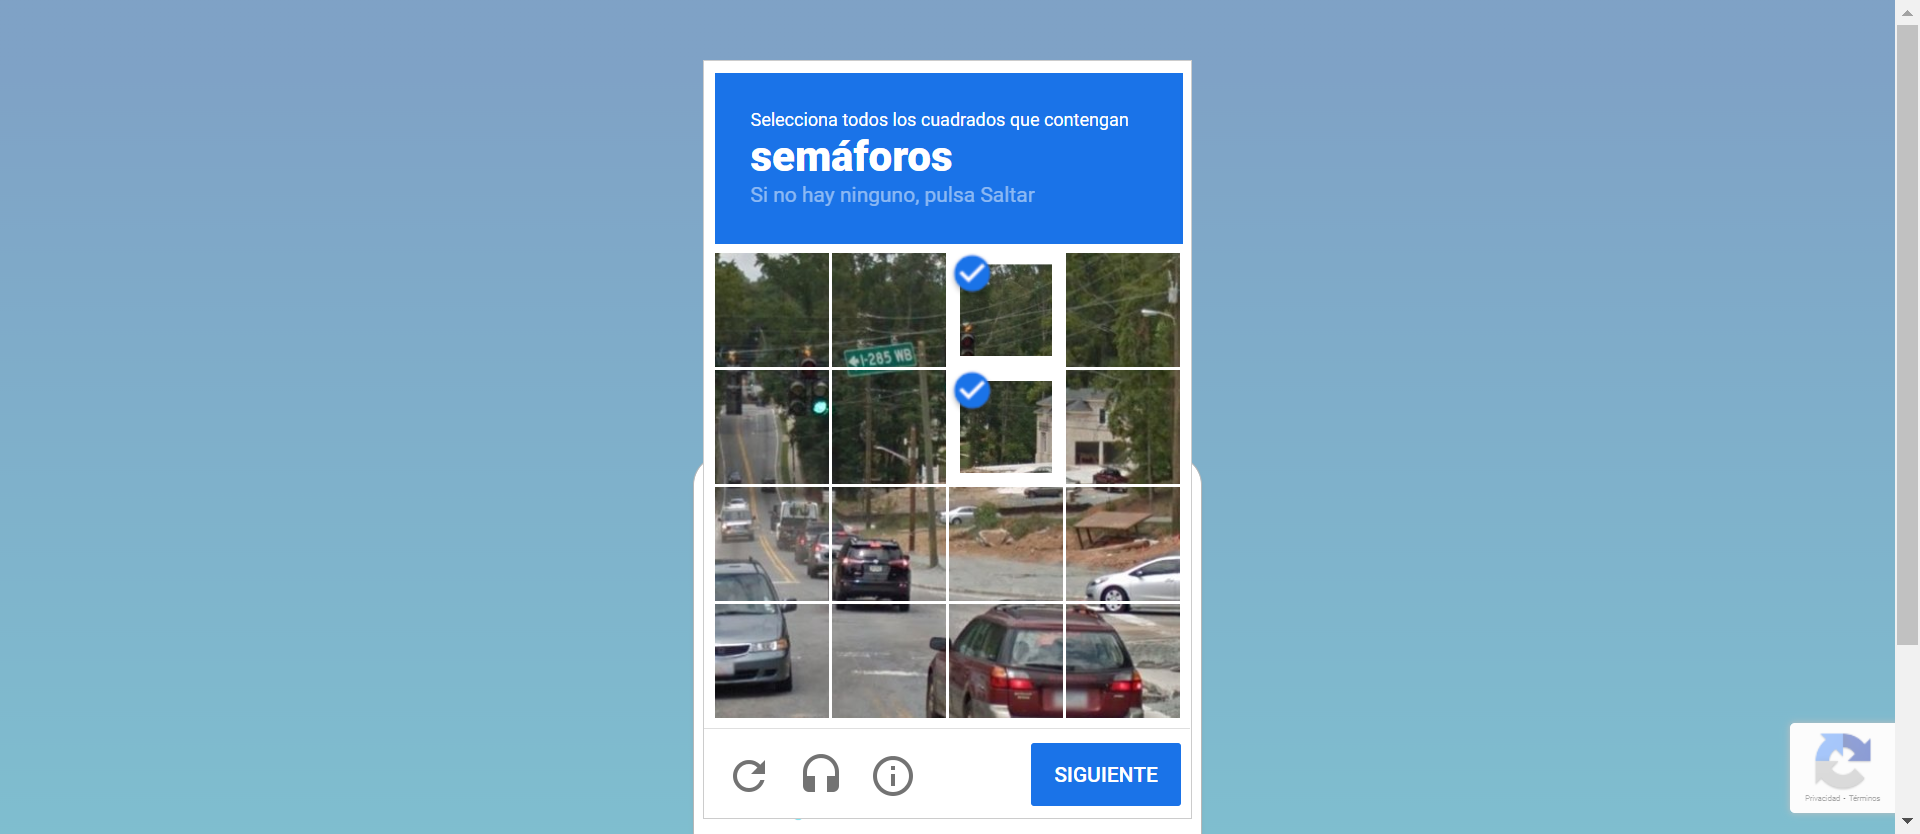 Selecciona todos los cuadrados que contengan
semáforos
Si no hay ninguno, pulsa Saltar
I-285 WB
SIGUIENTE
Privacidad - Términos